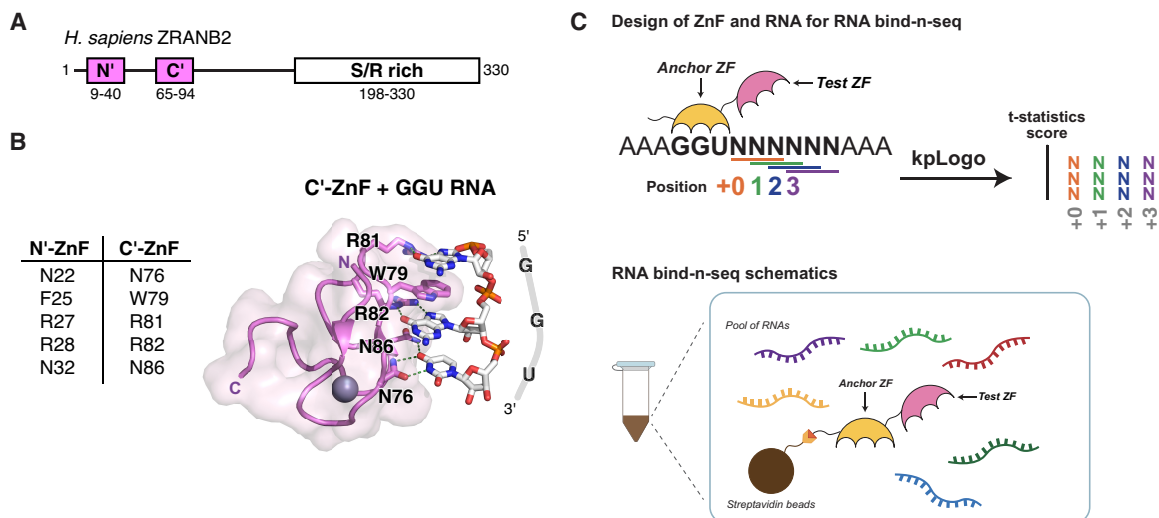 A
H. sapiens ZRANB2
1 N' C' S/R rich 330
9-40 65-94 198-330
B
C'-ZnF + GGU RNA
N'-ZnF C'-ZnF
N22 N76
F25 W79
R27 R81
R28 R82
N32 N86
R81
N
W79
R82
N86
N76
C
5'
G
G
U
3'
C Design of ZnF and RNA for RNA bind-n-seq
Anchor ZF
Test ZF
AAAGGUNNNNNNNAAA
Position +0 1 2 3
kpLogo
t-statistics
score
N N N N
N N N N
N N N N
+0 +1 +2 +3
RNA bind-n-seq schematics
Pool of RNAs
Anchor ZF
Test ZF
Streptavidin beads